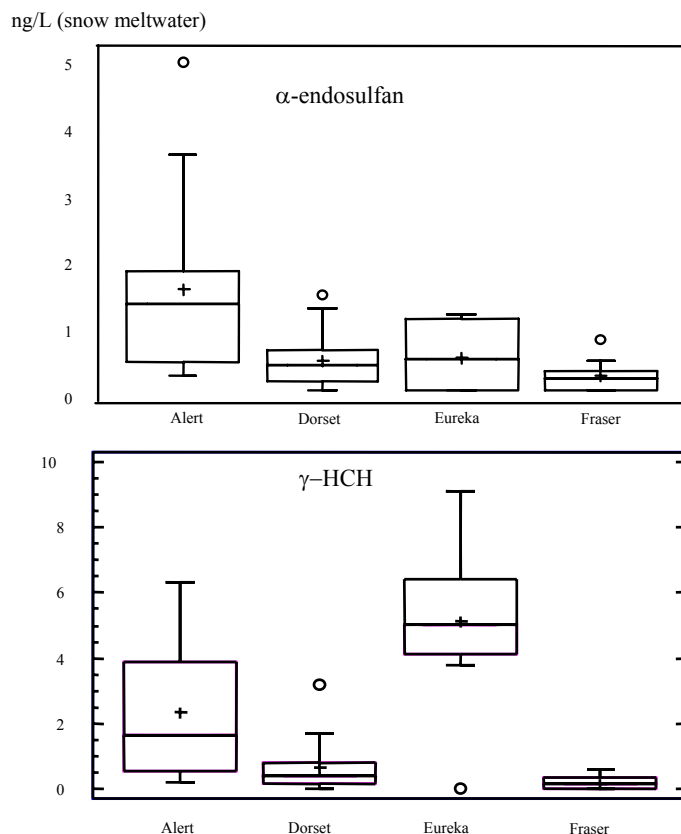 ng/L (snow meltwater)
5
α-endosulfan
4
3
2
1
0
Alert Dorset Eureka Fraser
10
γ–HCH
8
6
4
2
0
Alert Dorset Eureka Fraser